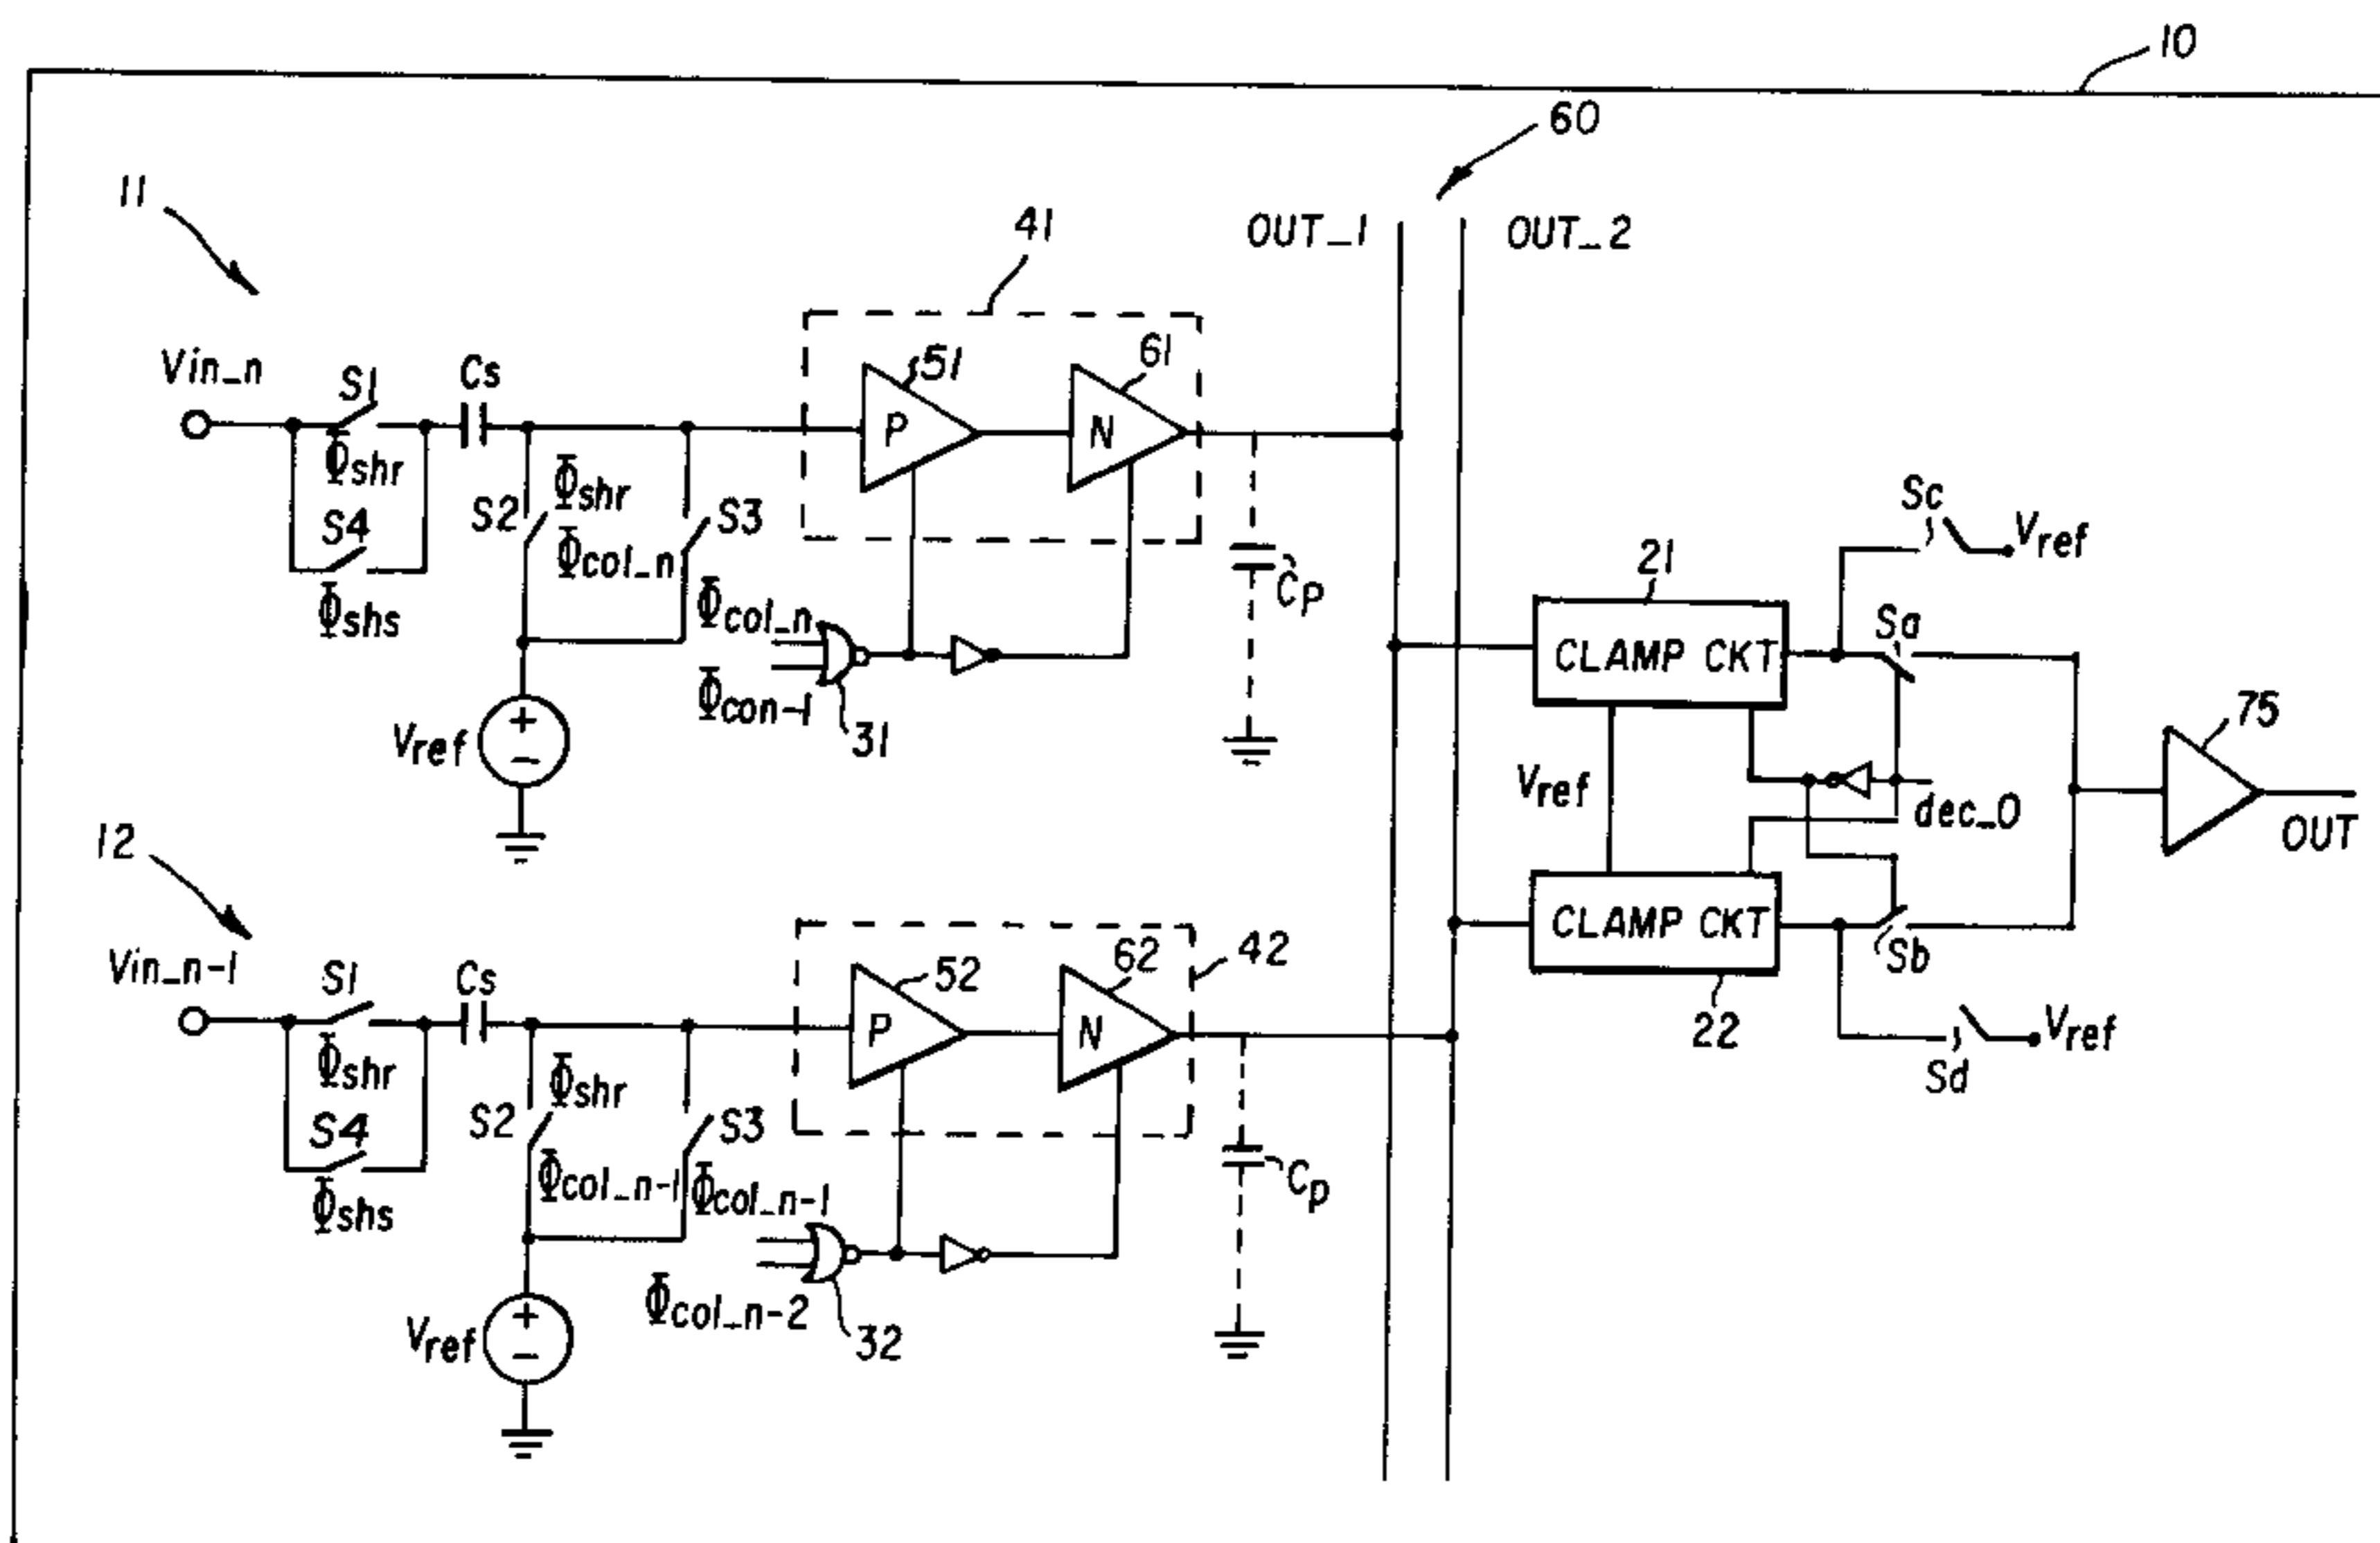 10
60
11
41
OUT_1
OUT_2
Vin_n
S1
Cs
51
61
P
N
Φshr
S4
Φshs
S2
Φshr
Φcol_n
S3
Φcol_n
Φcon-1
31
Cp
Vref
+
−
21
CLAMP CKT
Sc
Vref
Sa
75
Vref
dec_0
OUT
12
Vin_n-1
S1
Cs
52
62
42
P
N
CLAMP CKT
Sb
22
Vref
Sd
Φshr
S4
Φshs
S2
Φshr
Φcol_n-1
S3
Φcol_n-1
Φcol_n-2
32
Cp
Vref
+
−